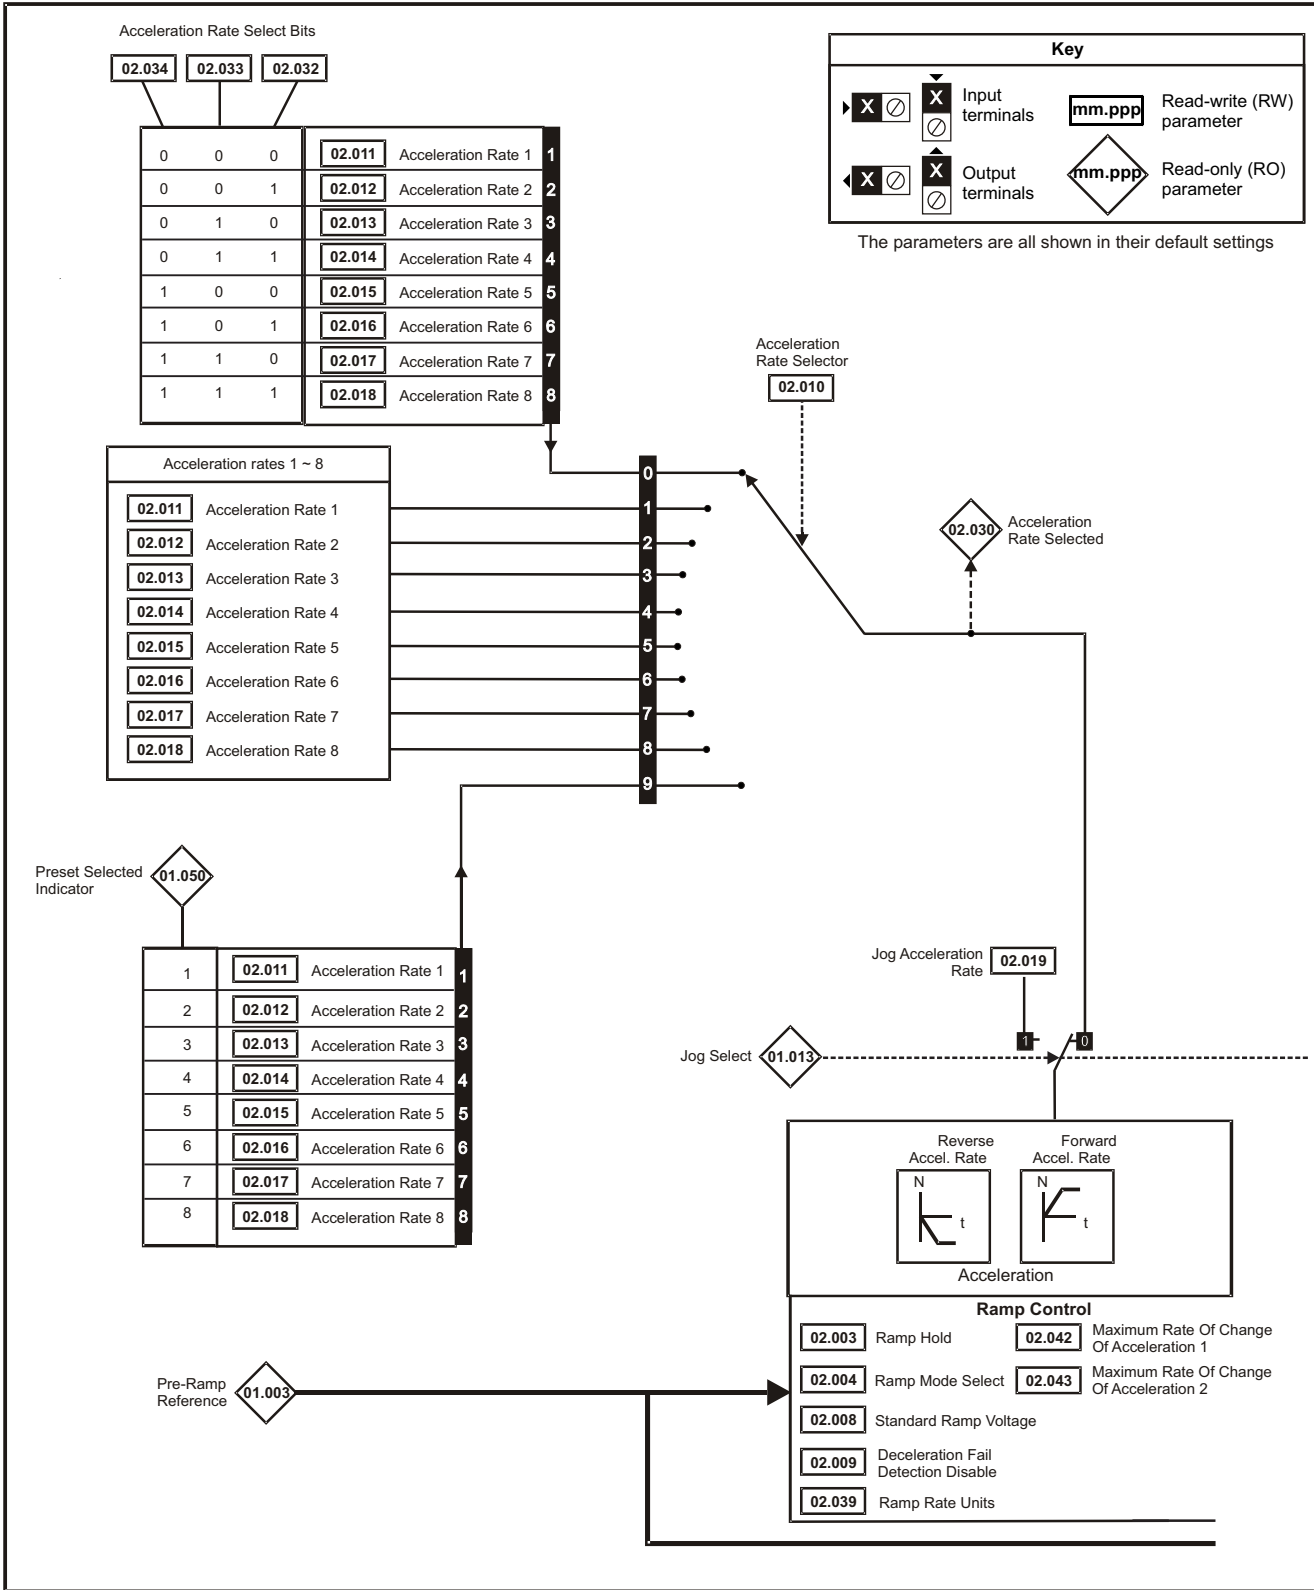 Acceleration Rate Select Bits
02.034 02.033 02.032
0 0 0 02.011 Acceleration Rate 1 1
0 0 1 02.012 Acceleration Rate 2 2
0 1 0 02.013 Acceleration Rate 3 3
0 1 1 02.014 Acceleration Rate 4 4
1 0 0 02.015 Acceleration Rate 5 5
1 0 1 02.016 Acceleration Rate 6 6
1 1 0 02.017 Acceleration Rate 7 7
1 1 1 02.018 Acceleration Rate 8 8
Key
X X Input
terminals
mm.ppp Read-write (RW)
parameter
X X Output
terminals
mm.ppp Read-only (RO)
parameter
The parameters are all shown in their default settings
Acceleration
Rate Selector
02.010
Acceleration rates 1 ~ 8
02.011 Acceleration Rate 1
02.012 Acceleration Rate 2
02.013 Acceleration Rate 3
02.014 Acceleration Rate 4
02.015 Acceleration Rate 5
02.016 Acceleration Rate 6
02.017 Acceleration Rate 7
02.018 Acceleration Rate 8
0
1
2
3
4
5
6
7
8
9
02.030 Acceleration
Rate Selected
Preset Selected
Indicator
01.050
1 02.011 Acceleration Rate 1 1
2 02.012 Acceleration Rate 2 2
3 02.013 Acceleration Rate 3 3
4 02.014 Acceleration Rate 4 4
5 02.015 Acceleration Rate 5 5
6 02.016 Acceleration Rate 6 6
7 02.017 Acceleration Rate 7 7
8 02.018 Acceleration Rate 8 8
Jog Acceleration
Rate
02.019
1 0
Jog Select 01.013
Reverse
Accel. Rate
N
t
Forward
Accel. Rate
N
t
Acceleration
Ramp Control
02.003 Ramp Hold
02.042 Maximum Rate Of Change
Of Acceleration 1
02.004 Ramp Mode Select
02.043 Maximum Rate Of Change
Of Acceleration 2
02.008 Standard Ramp Voltage
02.009 Deceleration Fail
Detection Disable
02.039 Ramp Rate Units
Pre-Ramp
Reference
01.003